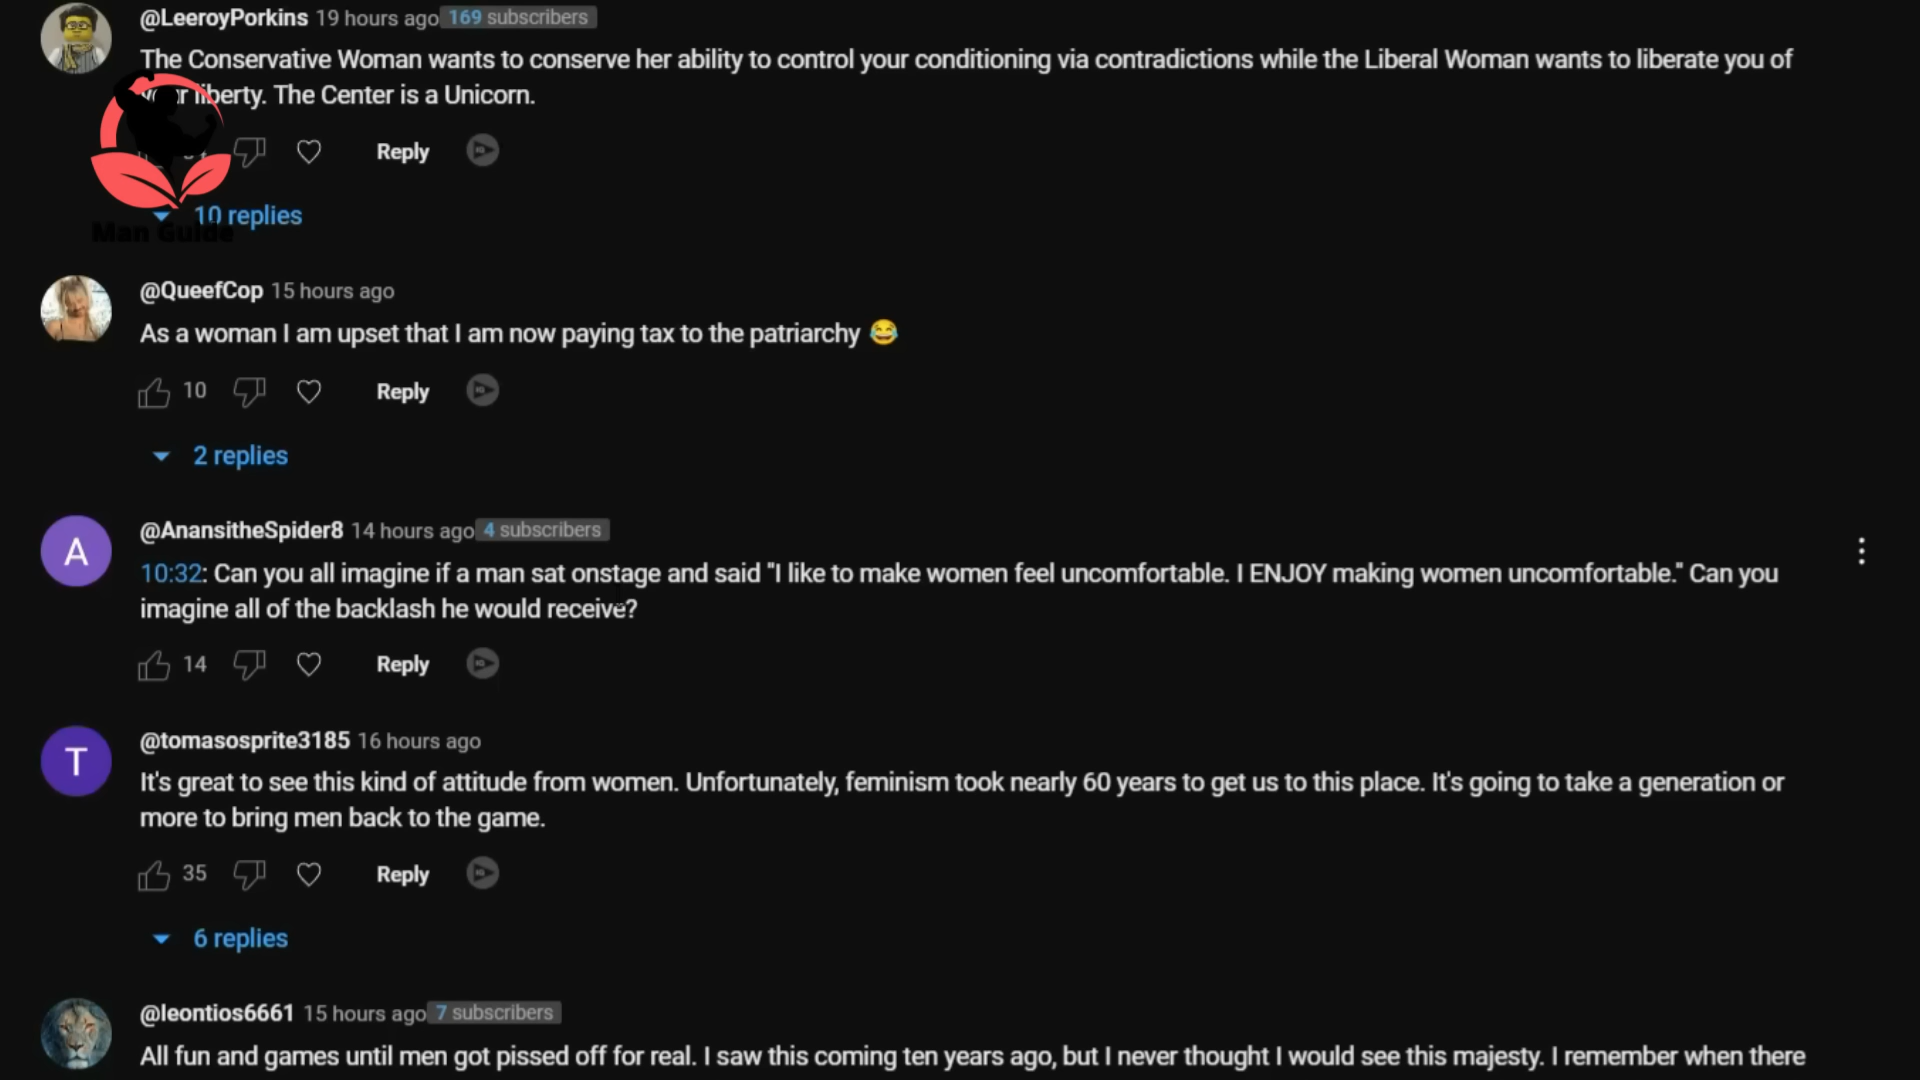 @LeeroyPorkins 19 hours ago 169 subscribers
The Conservative Woman wants to conserve her ability to control your conditioning via contradictions while the Liberal Woman wants to liberate you of
your liberty. The Center is a Unicorn.
Reply
10 replies
Man Guide
@QueefCop 15 hours ago
As a woman I am upset that I am now paying tax to the patriarchy 😂
10 Reply
2 replies
A
@AnansitheSpider8 14 hours ago 4 subscribers
10:32: Can you all imagine if a man sat onstage and said "I like to make women feel uncomfortable. I ENJOY making women uncomfortable." Can you
imagine all of the backlash he would receive?
14 Reply
T
@tomasosprite3185 16 hours ago
It's great to see this kind of attitude from women. Unfortunately, feminism took nearly 60 years to get us to this place. It's going to take a generation or
more to bring men back to the game.
35 Reply
6 replies
@leontios6661 15 hours ago 7 subscribers
All fun and games until men got pissed off for real. I saw this coming ten years ago, but I never thought I would see this majesty. I remember when there